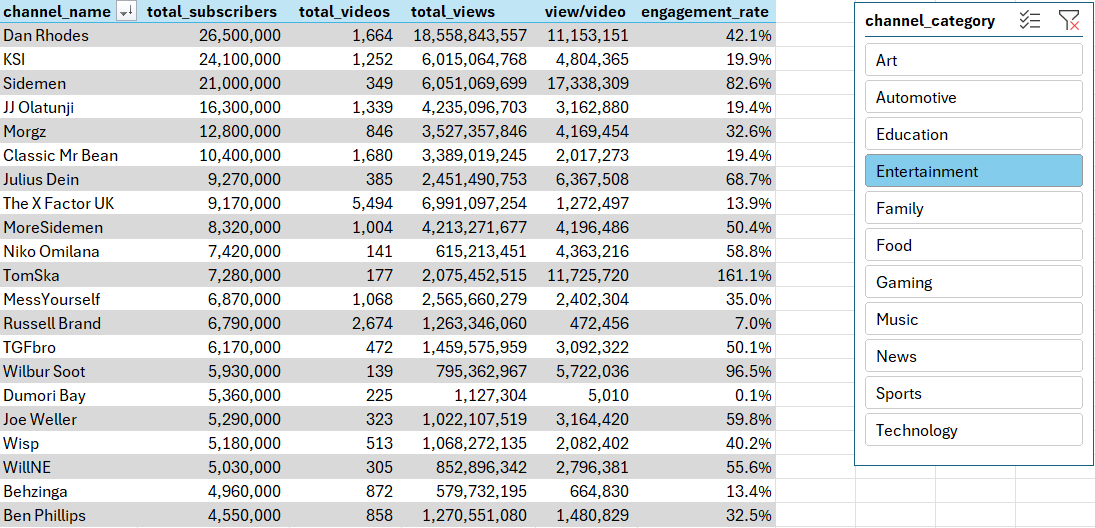 channel_name total_subscribers total_videos total_views view/video engagement_rate
Dan Rhodes 26,500,000 1,664 18,558,843,557 11,153,151 42.1%
KSI 24,100,000 1,252 6,015,064,768 4,804,365 19.9%
Sidemen 21,000,000 349 6,051,069,699 17,338,309 82.6%
JJ Olatunji 16,300,000 1,339 4,235,096,703 3,162,880 19.4%
Morgz 12,800,000 846 3,527,357,846 4,169,454 32.6%
Classic Mr Bean 10,400,000 1,680 3,389,019,245 2,017,273 19.4%
Julius Dein 9,270,000 385 2,451,490,753 6,367,508 68.7%
The X Factor UK 9,170,000 5,494 6,991,097,254 1,272,497 13.9%
MoreSidemen 8,320,000 1,004 4,213,271,677 4,196,486 50.4%
Niko Omilana 7,420,000 141 615,213,451 4,363,216 58.8%
TomSka 7,280,000 177 2,075,452,515 11,725,720 161.1%
MessYourself 6,870,000 1,068 2,565,660,279 2,402,304 35.0%
Russell Brand 6,790,000 2,674 1,263,346,060 472,456 7.0%
TGFbro 6,170,000 472 1,459,575,959 3,092,322 50.1%
Wilbur Soot 5,930,000 139 795,362,967 5,722,036 96.5%
Dumori Bay 5,360,000 225 1,127,304 5,010 0.1%
Joe Weller 5,290,000 323 1,022,107,519 3,164,420 59.8%
Wisp 5,180,000 513 1,068,272,135 2,082,402 40.2%
WillNE 5,030,000 305 852,896,342 2,796,381 55.6%
Behzinga 4,960,000 872 579,732,195 664,830 13.4%
Ben Phillips 4,550,000 858 1,270,551,080 1,480,829 32.5%
channel_category
Art
Automotive
Education
Entertainment
Family
Food
Gaming
Music
News
Sports
Technology